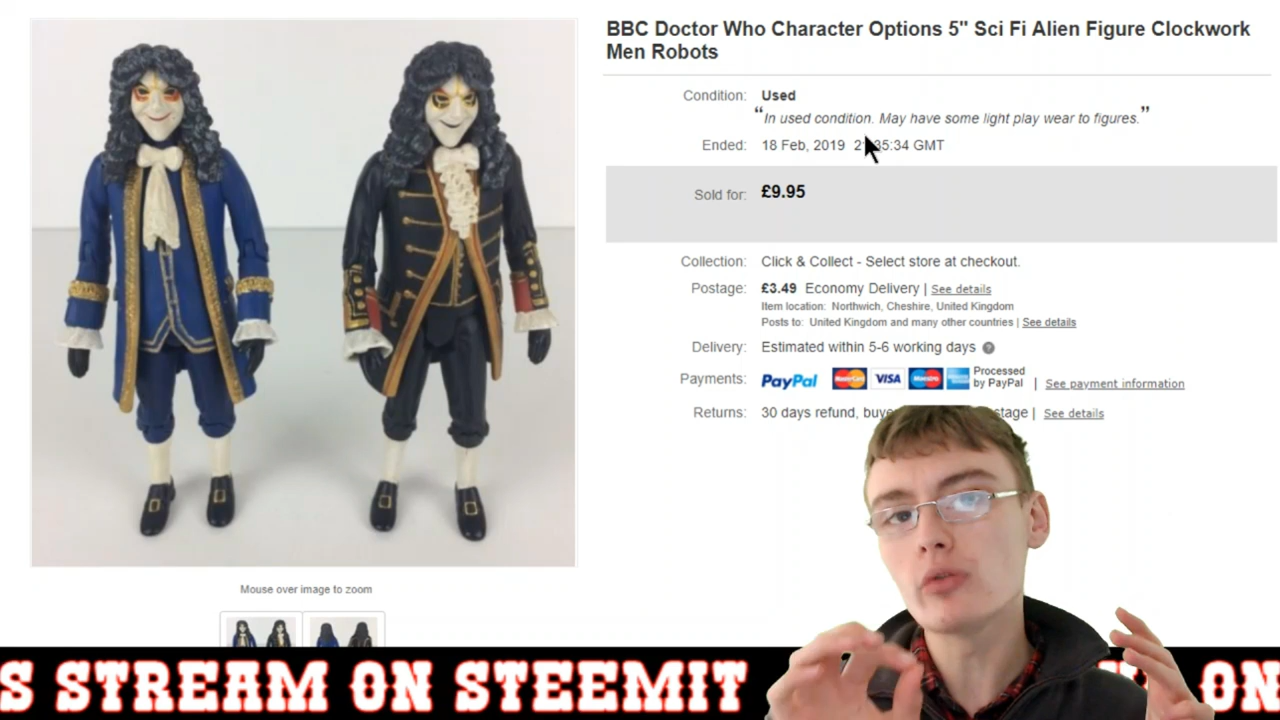 BBC Doctor Who Character Options 5" Sci Fi Alien Figure Clockwork
Men Robots
Condition: Used
“In used condition. May have some light play wear to figures.”
Ended: 18 Feb, 2019 35:34 GMT
Sold for: £9.95
Collection: Click & Collect - Select store at checkout.
Postage: £3.49 Economy Delivery | See details
Item location: Northwich, Cheshire, United Kingdom
Posts to: United Kingdom and many other countries | See details
Delivery: Estimated within 5-6 working days ?
Payments: PayPal MasterCard VISA Maestro Processed
by PayPal | See payment information
Returns: 30 days refund, | See details
Mouse over image to zoom
S STREAM ON STEEMIT ON